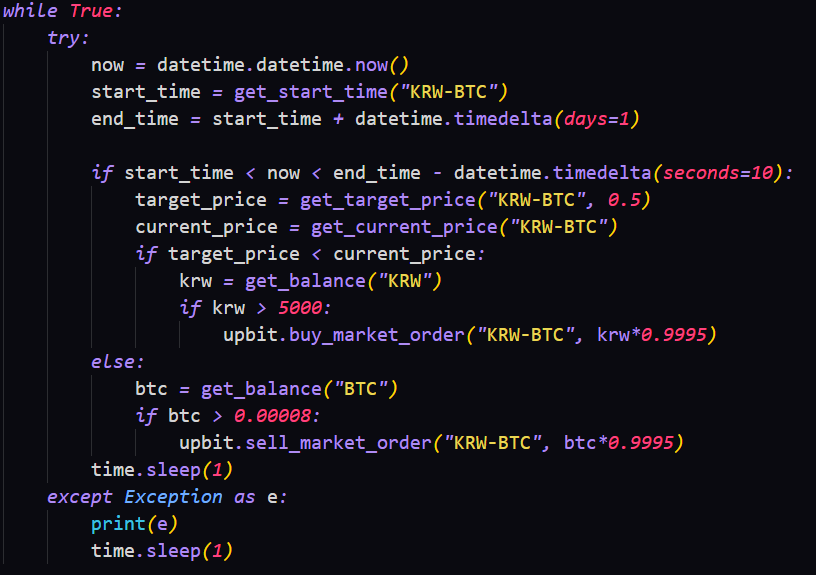 while True:
    try:
        now = datetime.datetime.now()
        start_time = get_start_time("KRW-BTC")
        end_time = start_time + datetime.timedelta(days=1)

        if start_time < now < end_time - datetime.timedelta(seconds=10):
            target_price = get_target_price("KRW-BTC", 0.5)
            current_price = get_current_price("KRW-BTC")
            if target_price < current_price:
                krw = get_balance("KRW")
                if krw > 5000:
                    upbit.buy_market_order("KRW-BTC", krw*0.9995)
        else:
            btc = get_balance("BTC")
            if btc > 0.00008:
                upbit.sell_market_order("KRW-BTC", btc*0.9995)
        time.sleep(1)
    except Exception as e:
        print(e)
        time.sleep(1)